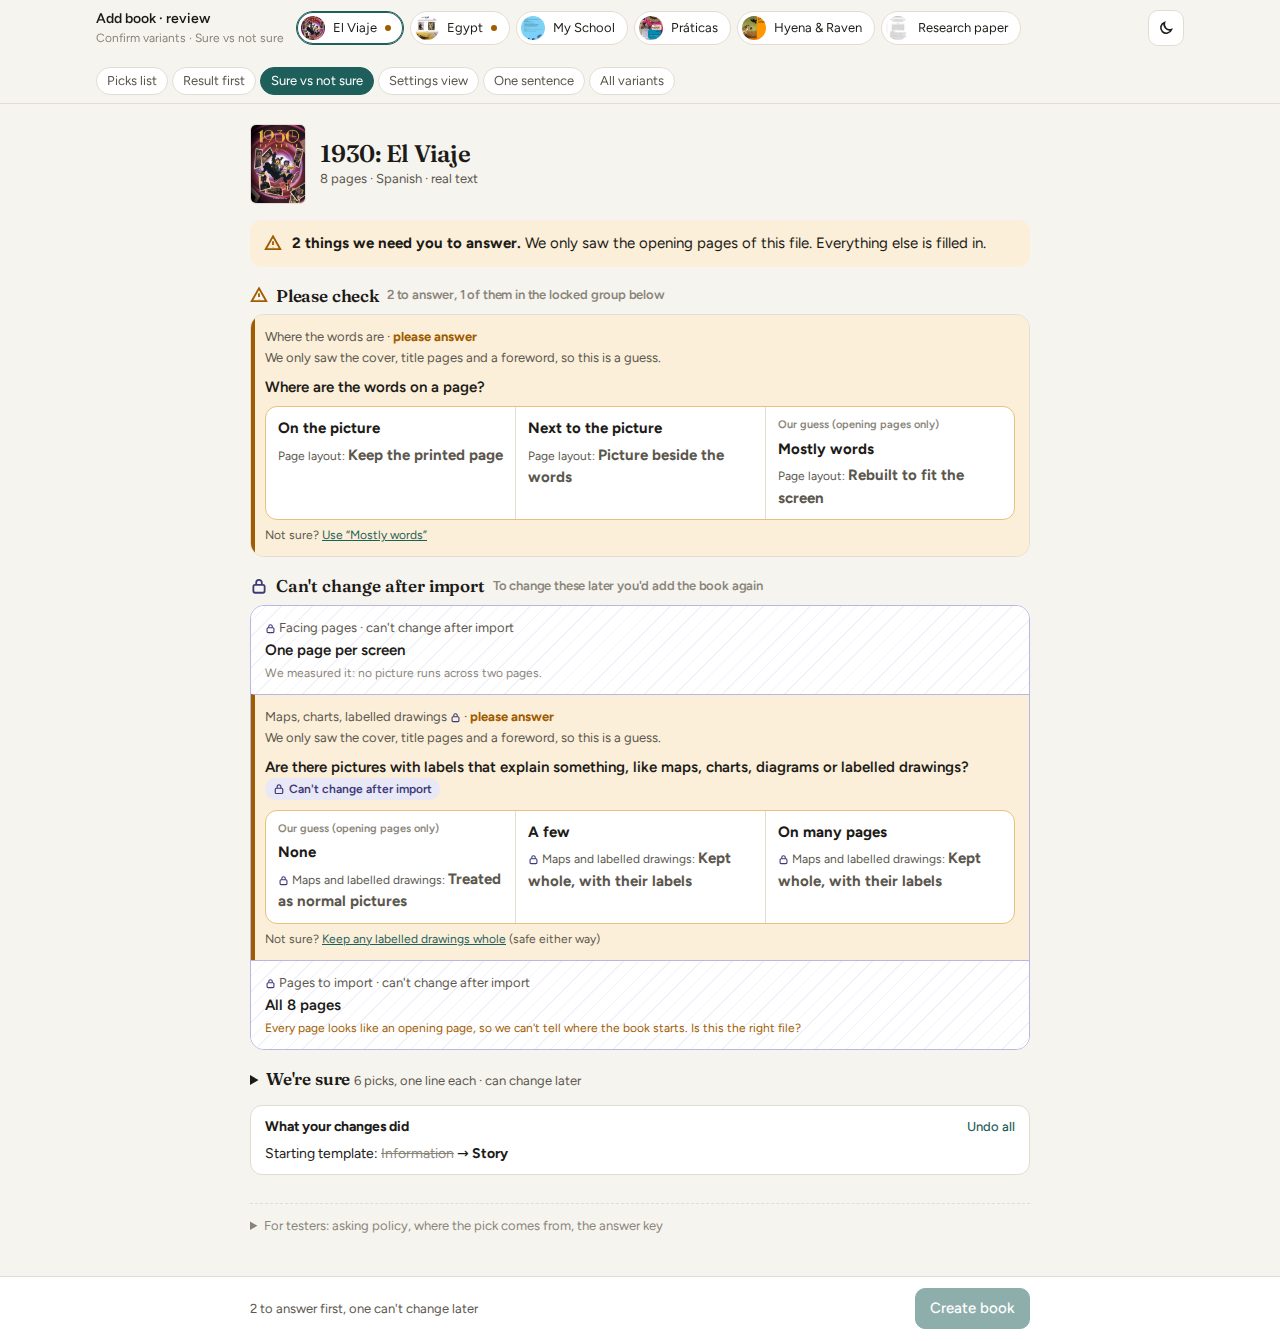 Add book · review
Confirm variants · Sure vs not sure
El Viaje
Egypt
My School
Práticas
Hyena & Raven
Research paper
Picks list
Result first
Sure vs not sure
Settings view
One sentence
All variants
1930
1930: El Viaje
8 pages · Spanish · real text
2 things we need you to answer. We only saw the opening pages of this file. Everything else is filled in.
Please check 2 to answer, 1 of them in the locked group below
Where the words are · please answer
We only saw the cover, title pages and a foreword, so this is a guess.
Where are the words on a page?
On the picture
Page layout: Keep the printed page
Next to the picture
Page layout: Picture beside the
words
Our guess (opening pages only)
Mostly words
Page layout: Rebuilt to fit the
screen
Not sure? Use “Mostly words”
Can't change after import To change these later you'd add the book again
Facing pages · can't change after import
One page per screen
We measured it: no picture runs across two pages.
Maps, charts, labelled drawings · please answer
We only saw the cover, title pages and a foreword, so this is a guess.
Are there pictures with labels that explain something, like maps, charts, diagrams or labelled drawings?
Can't change after import
Our guess (opening pages only)
None
Maps and labelled drawings: Treated
as normal pictures
A few
Maps and labelled drawings: Kept
whole, with their labels
On many pages
Maps and labelled drawings: Kept
whole, with their labels
Not sure? Keep any labelled drawings whole (safe either way)
Pages to import · can't change after import
All 8 pages
Every page looks like an opening page, so we can't tell where the book starts. Is this the right file?
We're sure 6 picks, one line each · can change later
What your changes did
Undo all
Starting template: Information → Story
For testers: asking policy, where the pick comes from, the answer key
2 to answer first, one can't change later
Create book